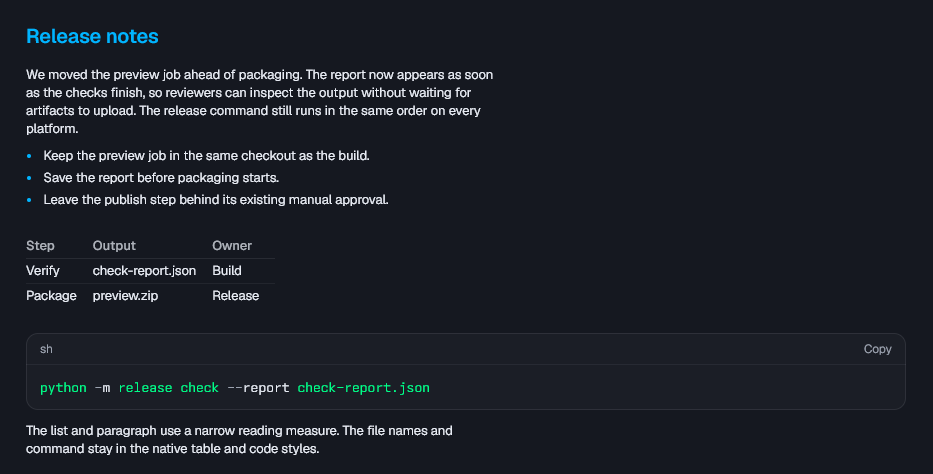 Release notes
We moved the preview job ahead of packaging. The report now appears as soon
as the checks finish, so reviewers can inspect the output without waiting for
artifacts to upload. The release command still runs in the same order on every
platform.
• Keep the preview job in the same checkout as the build.
• Save the report before packaging starts.
• Leave the publish step behind its existing manual approval.
Step Output Owner
Verify check-report.json Build
Package preview.zip Release
sh Copy
python -m release check --report check-report.json
The list and paragraph use a narrow reading measure. The file names and
command stay in the native table and code styles.